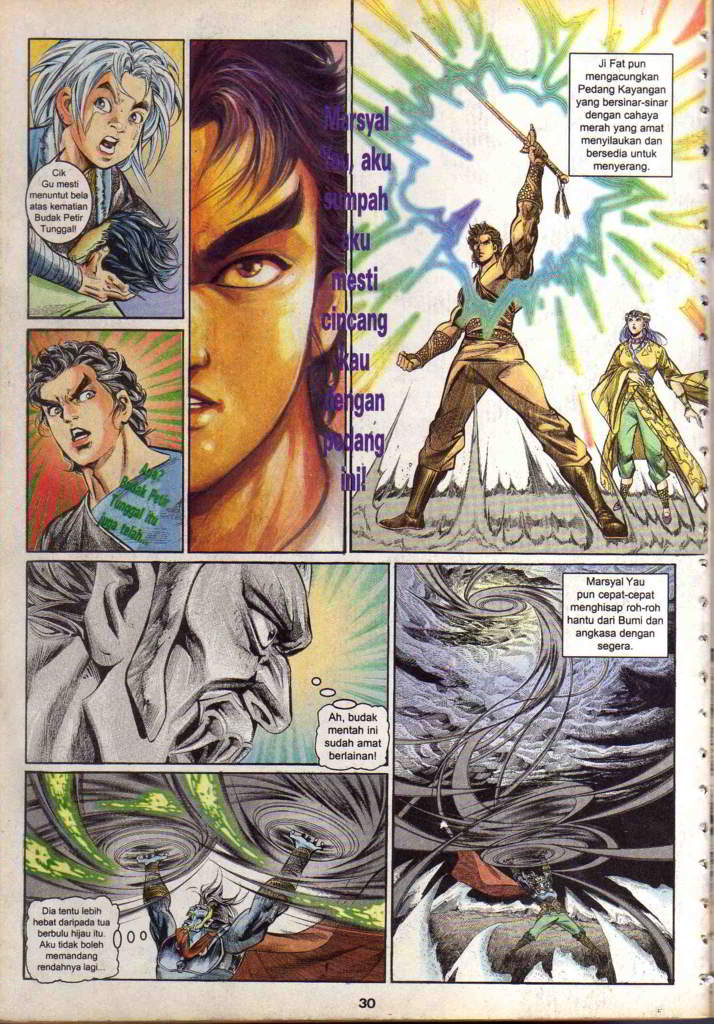 Cik
Gu mesti
menuntut bela
atas kematian
Budak Petir
Tunggal!
Apa?
Budak Petir
Tunggal itu
juga telah...
Marsyal
Yau, aku
sumpah
aku
mesti
cincang
kau
dengan
pedang
ini!
Ji Fat pun
mengacungkan
Pedang Kayangan
yang bersinar-sinar
dengan cahaya
merah yang amat
menyilaukan dan
bersedia untuk
menyerang.
Ah, budak
mentah ini
sudah amat
berlainan!
Dia tentu lebih
hebat daripada tua
berbulu hijau itu.
Aku tidak boleh
memandang
rendahnya lagi...
Marsyal Yau
pun cepat-cepat
menghisap roh-roh
hantu dari Bumi dan
angkasa dengan
segera.
30